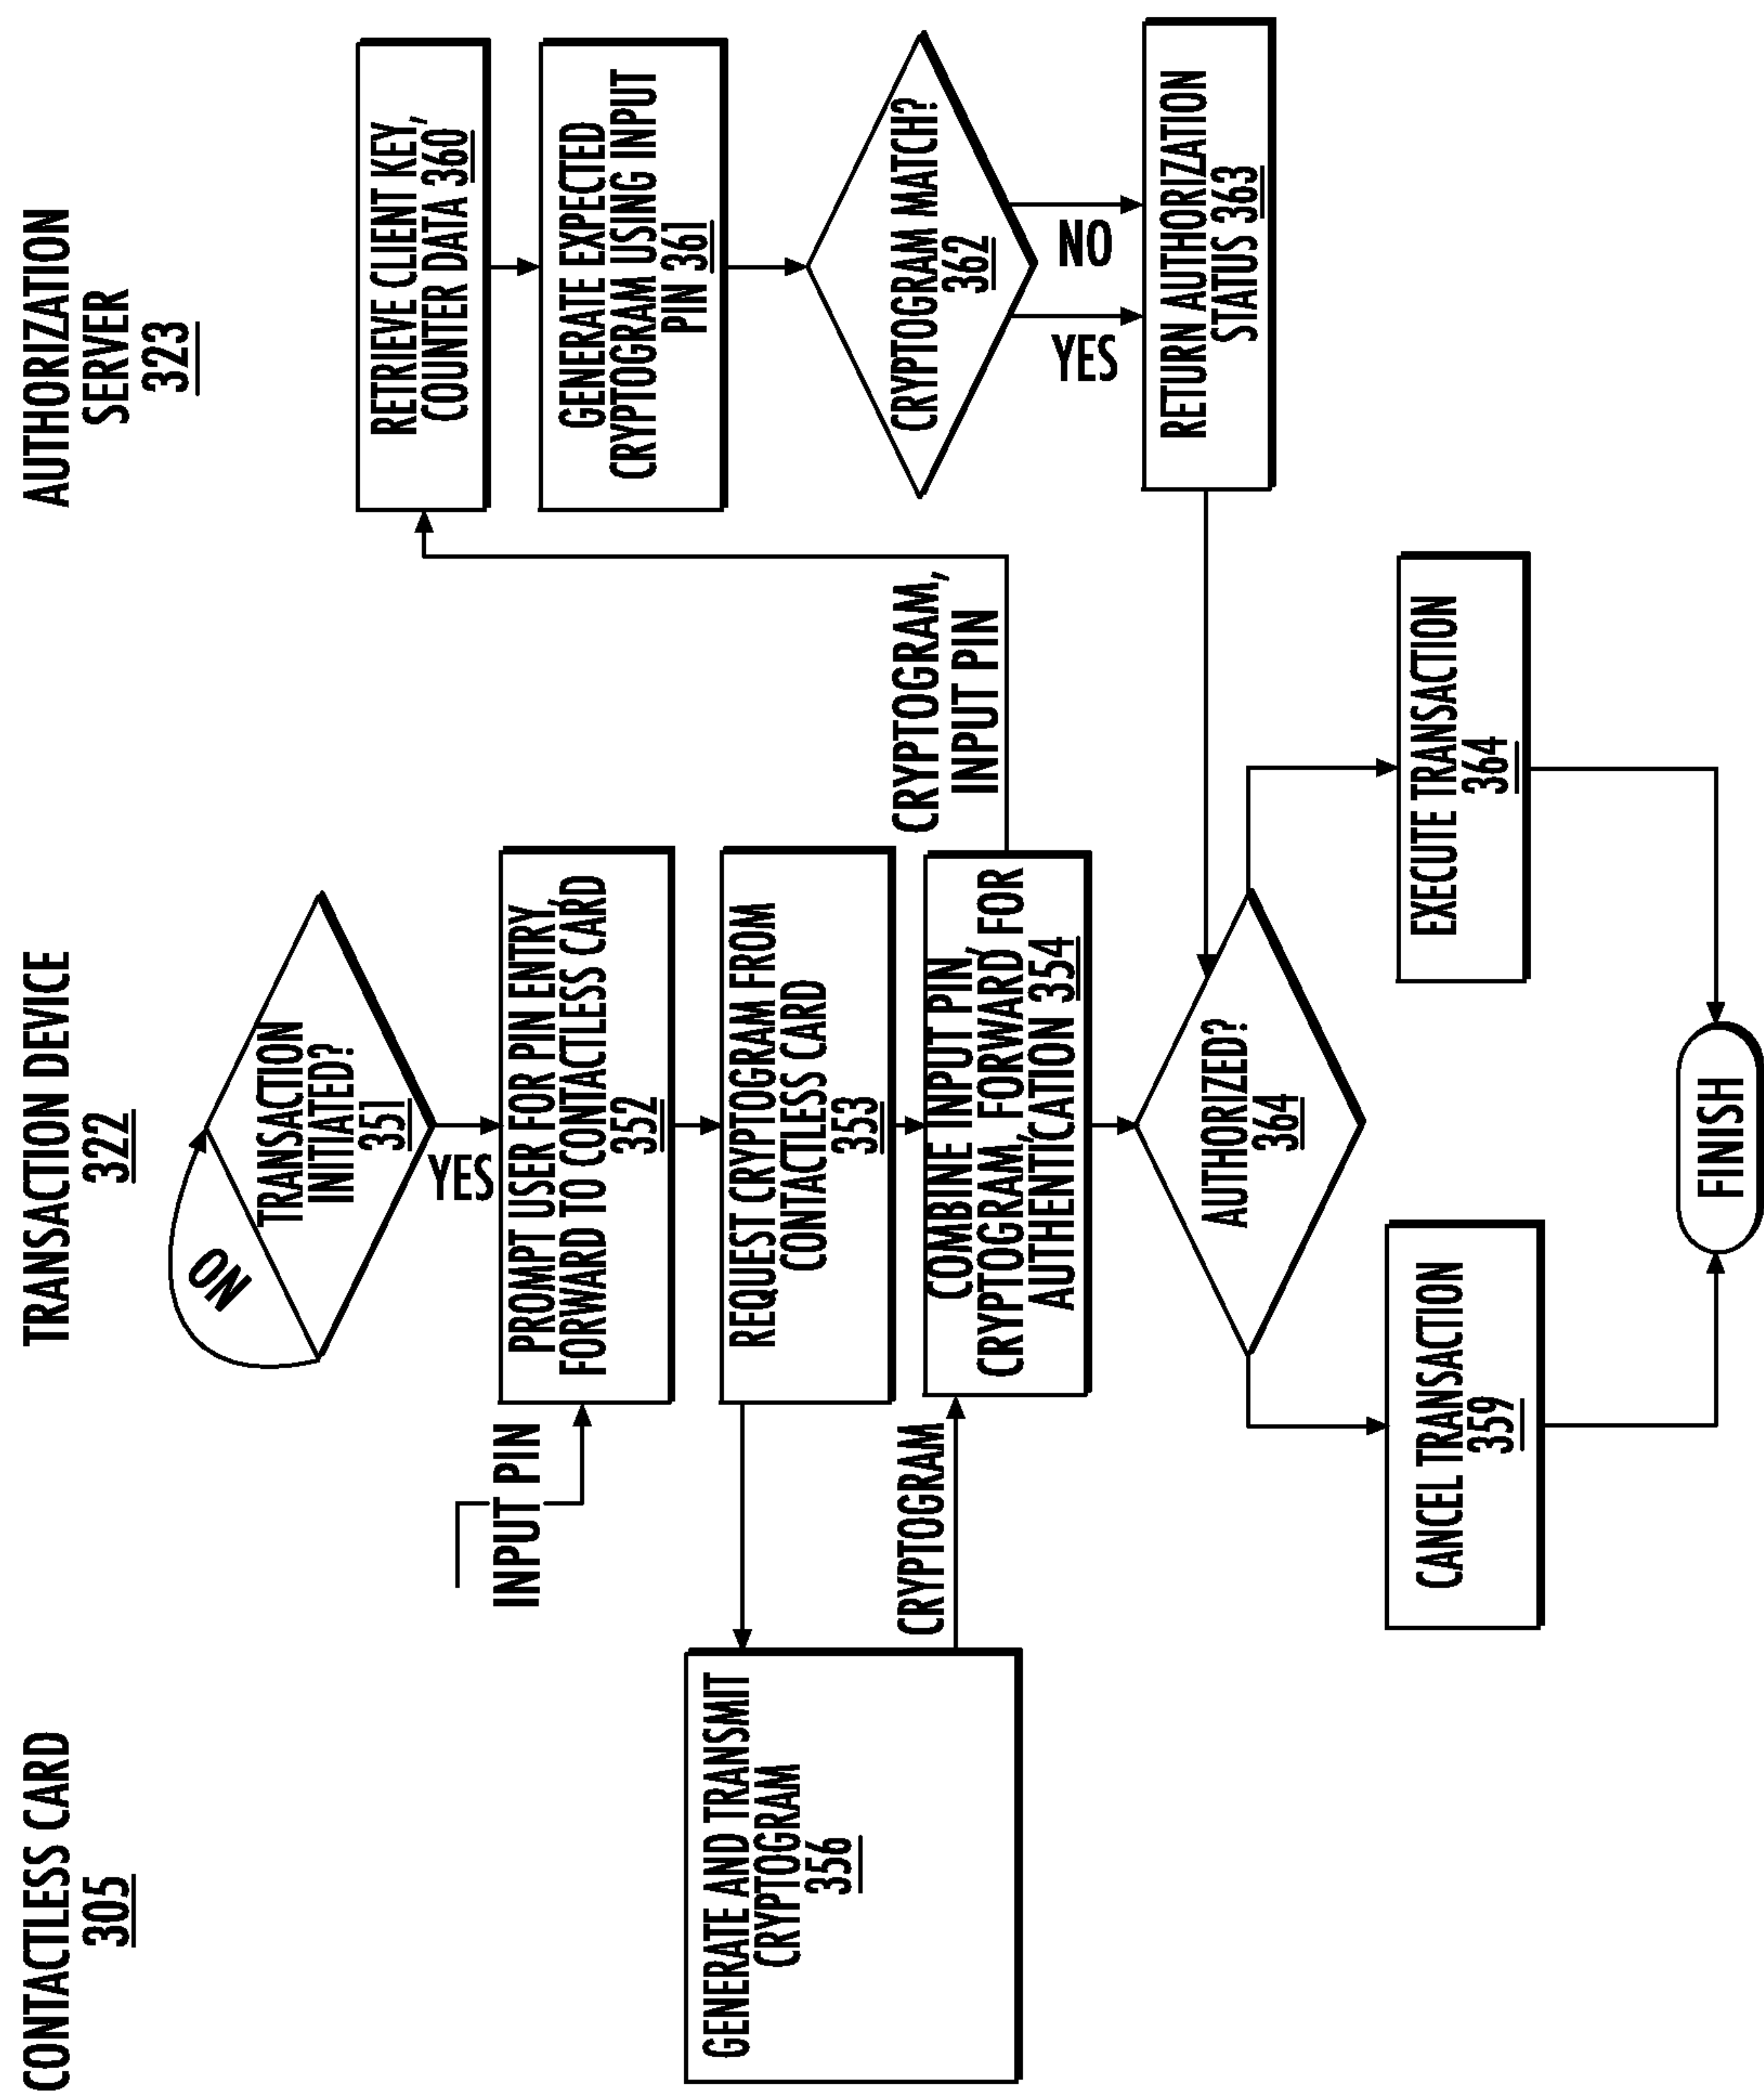 CONTACTLESS CARD
305
TRANSACTION DEVICE
322
AUTHORIZATION
SERVER
323
TRANSACTION
INITIATED?
351
NO
YES
INPUT PIN
PROMPT USER FOR PIN ENTRY,
FORWARD TO CONTACTLESS CARD
352
REQUEST CRYPTOGRAM FROM
CONTACTLESS CARD
353
GENERATE AND TRANSMIT
CRYPTOGRAM
356
CRYPTOGRAM
COMBINE INPUT PIN,
CRYPTOGRAM, FORWARD FOR
AUTHENTICATION 354
CRYPTOGRAM,
INPUT PIN
RETRIEVE CLIENT KEY,
COUNTER DATA 360
GENERATE EXPECTED
CRYPTOGRAM USING INPUT
PIN 361
CRYPTOGRAM MATCH?
362
YES
NO
RETURN AUTHORIZATION
STATUS 363
AUTHORIZED?
364
CANCEL TRANSACTION
359
EXECUTE TRANSACTION
364
FINISH